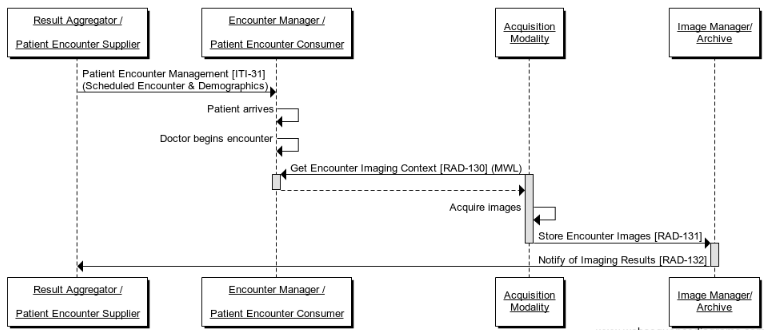 Result Aggregator /
Patient Encounter Supplier
Encounter Manager /
Patient Encounter Consumer
Acquisition
Modality
Image Manager/
Archive
Patient Encounter Management [ITI-31]
(Scheduled Encounter & Demographics)
Patient arrives
Doctor begins encounter
Get Encounter Imaging Context [RAD-130] (MWL)
Acquire images
Store Encounter Images [RAD-131]
Notify of Imaging Results [RAD-132]
Result Aggregator /
Patient Encounter Supplier
Encounter Manager /
Patient Encounter Consumer
Acquisition
Modality
Image Manager/
Archive